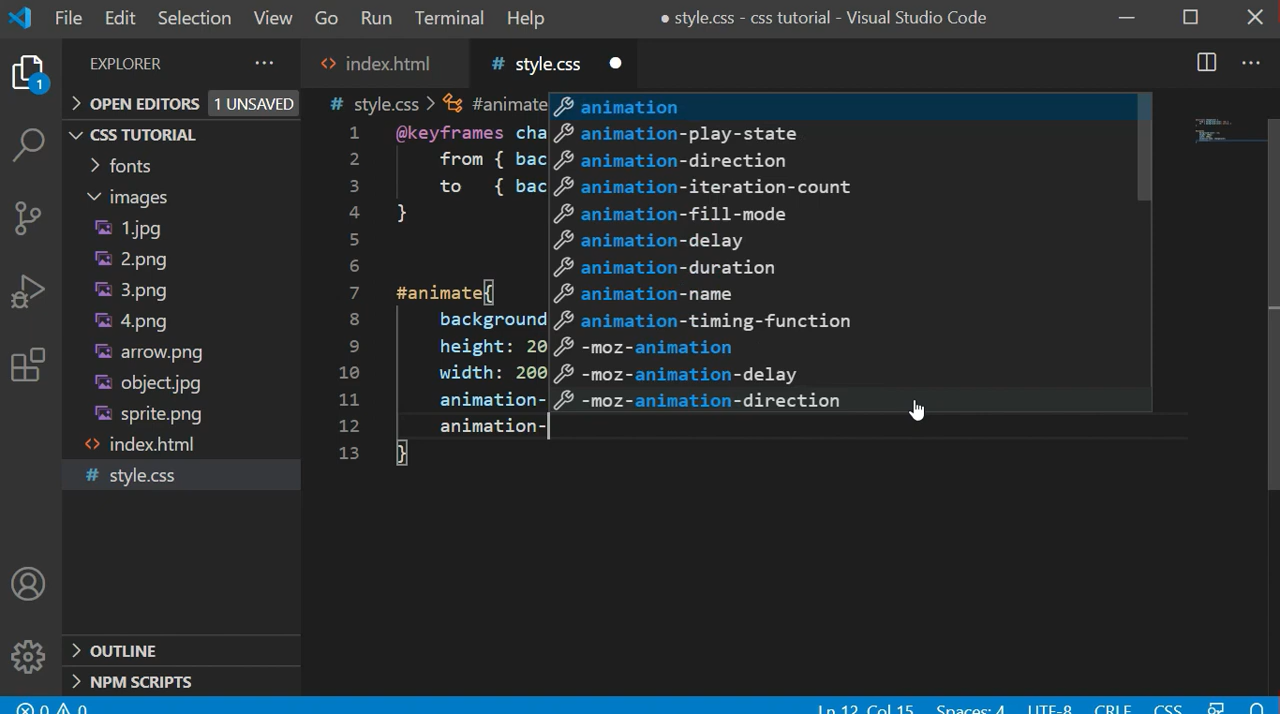 File Edit Selection View Go Run Terminal Help
● style.css - css tutorial - Visual Studio Code
EXPLORER ...
1
OPEN EDITORS 1 UNSAVED
CSS TUTORIAL
fonts
images
1.jpg
2.png
3.png
4.png
arrow.png
object.jpg
sprite.png
index.html
style.css
OUTLINE
NPM SCRIPTS
index.html
# style.css ●
# style.css > #animate
1 @keyframes cha
2 from { bac
3 to { bac
4 }
5
6
7 #animate{
8 background
9 height: 20
10 width: 200
11 animation-
12 animation-
13 }
animation
animation-play-state
animation-direction
animation-iteration-count
animation-fill-mode
animation-delay
animation-duration
animation-name
animation-timing-function
-moz-animation
-moz-animation-delay
-moz-animation-direction
0 0 Ln 12, Col 15 Spaces: 4 UTF-8 CRLF CSS